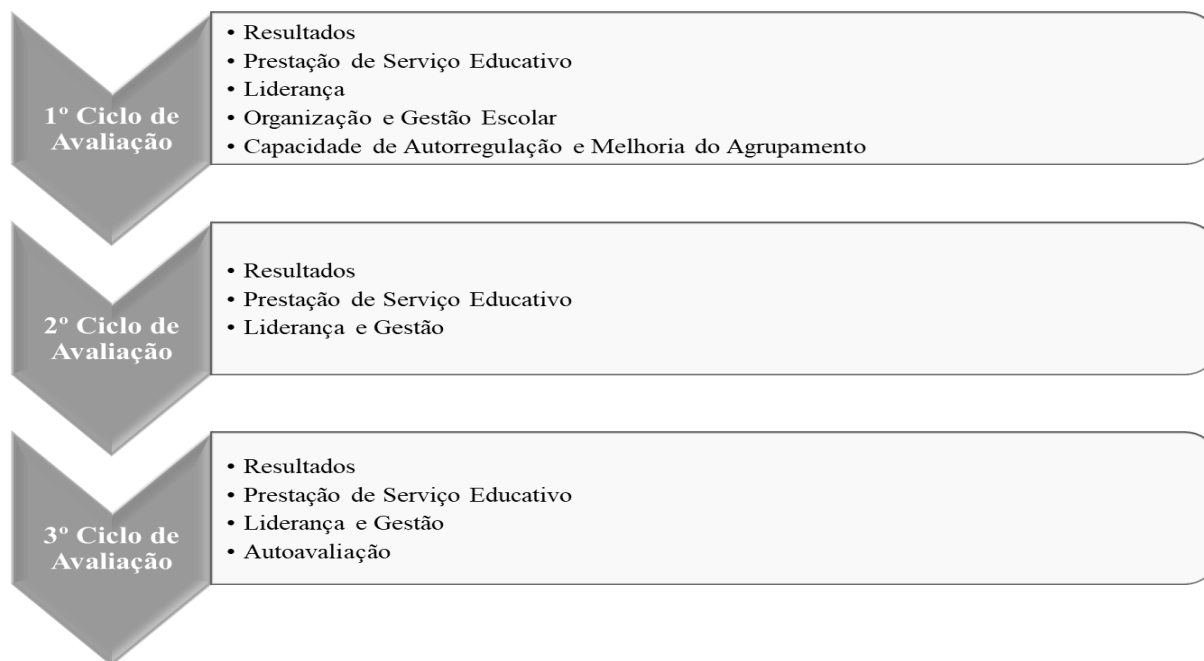 1º Ciclo de
Avaliação
• Resultados
• Prestação de Serviço Educativo
• Liderança
• Organização e Gestão Escolar
• Capacidade de Autorregulação e Melhoria do Agrupamento
2º Ciclo de
Avaliação
• Resultados
• Prestação de Serviço Educativo
• Liderança e Gestão
3º Ciclo de
Avaliação
• Resultados
• Prestação de Serviço Educativo
• Liderança e Gestão
• Autoavaliação